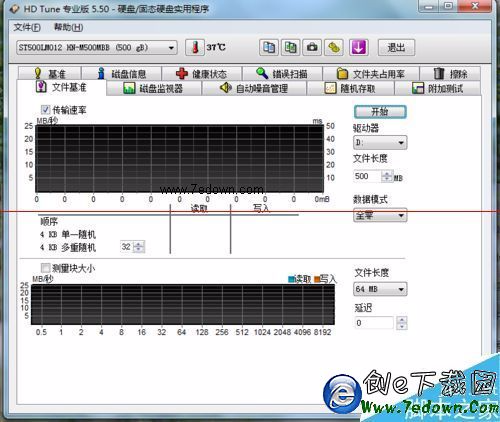 HD Tune 专业版 5.50 - 硬盘/固态硬盘实用程序
文件(F) 帮助(H)
ST500LM012 HN-M500MBB (500 gB) 37℃ 退出
基准 磁盘信息 健康状态 错误扫描 文件夹占用率 擦除
文件基准 磁盘监视器 自动噪音管理 随机存取 附加测试
传输速率 开始
MB/秒 ms
25 50
20 40
15 30
10 20
5 10
www.7edown.com
0 0 0 0 0 0 0 0 0 0 0mB
驱动器
D:
文件长度
500 MB
数据模式
全零
读取 写入
顺序
4 KB 单一随机
4 KB 多重随机 32
测量块大小
MB/秒 读取 写入
25
20
15
10
5
0.5 1 2 4 8 16 32 64 128 256 512 1024 2048 4096 8192
文件长度
64 MB
延迟
0
创e下载园
www.7edown.Com
脚本之家